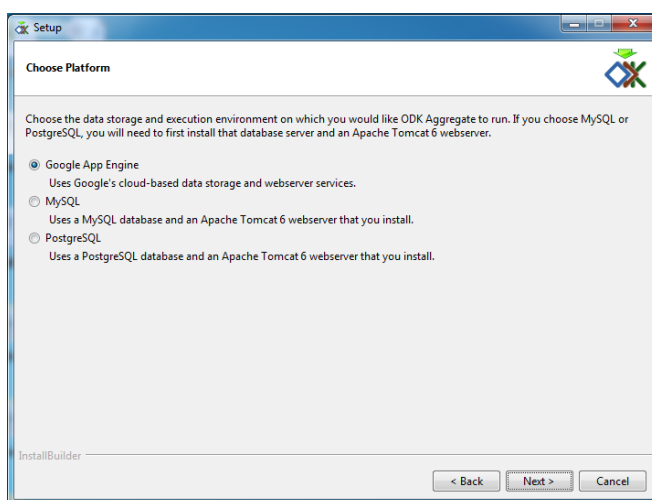 Setup
Choose Platform
Choose the data storage and execution environment on which you would like ODK Aggregate to run. If you choose MySQL or
PostgreSQL, you will need to first install that database server and an Apache Tomcat 6 webserver.
Google App Engine
Uses Google's cloud-based data storage and webserver services.
MySQL
Uses a MySQL database and an Apache Tomcat 6 webserver that you install.
PostgreSQL
Uses a PostgreSQL database and an Apache Tomcat 6 webserver that you install.
InstallBuilder
< Back Next > Cancel